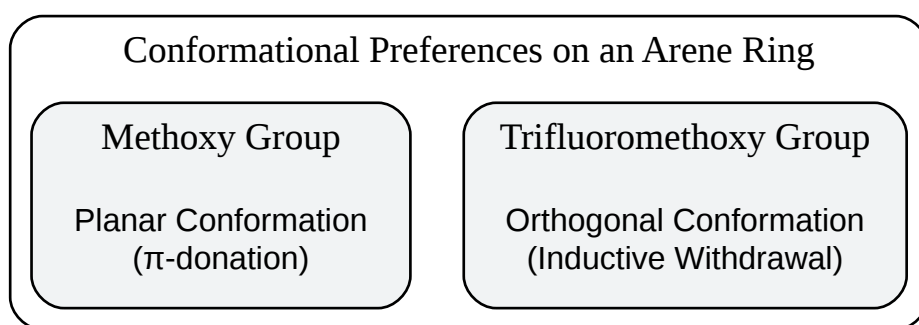 Conformational Preferences on an Arene Ring
Methoxy Group
Planar Conformation
(π-donation)
Trifluoromethoxy Group
Orthogonal Conformation
(Inductive Withdrawal)